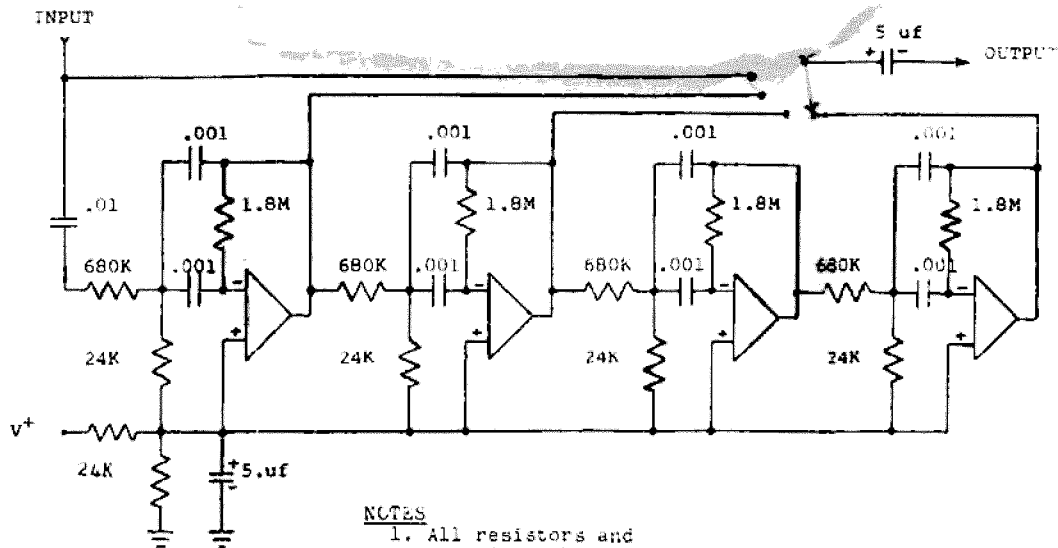 INPUT
5 uf
+ -
OUTPUT
.001
.001
.001
.001
.01
1.8M
1.8M
1.8M
1.8M
680K
.001
680K
.001
680K
.001
680K
.001
-
-
-
-
+
+
+
+
24K
24K
24K
24K
V+
24K
+
-
5.uf
NOTES
1. All resistors and